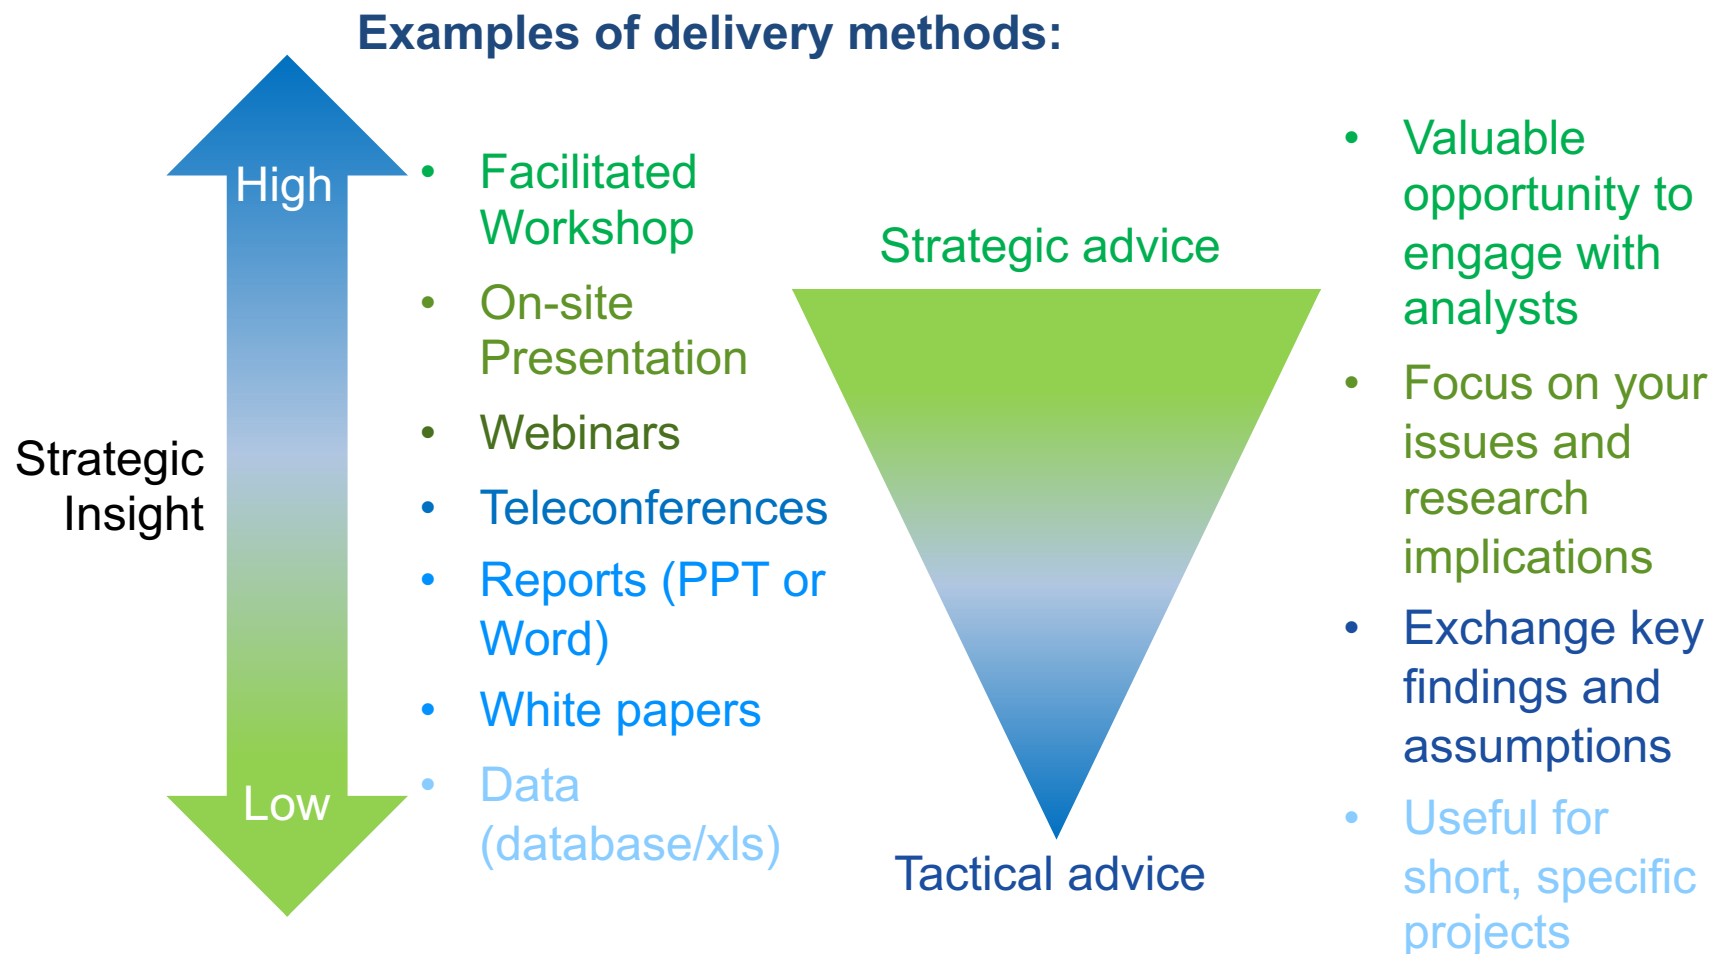 Examples of delivery methods:
High
Strategic
Insight
Low
• Facilitated
Workshop
• On-site
Presentation
• Webinars
• Teleconferences
• Reports (PPT or
Word)
• White papers
• Data
(database/xls)
Strategic advice
Tactical advice
• Valuable
opportunity to
engage with
analysts
• Focus on your
issues and
research
implications
• Exchange key
findings and
assumptions
• Useful for
short, specific
projects